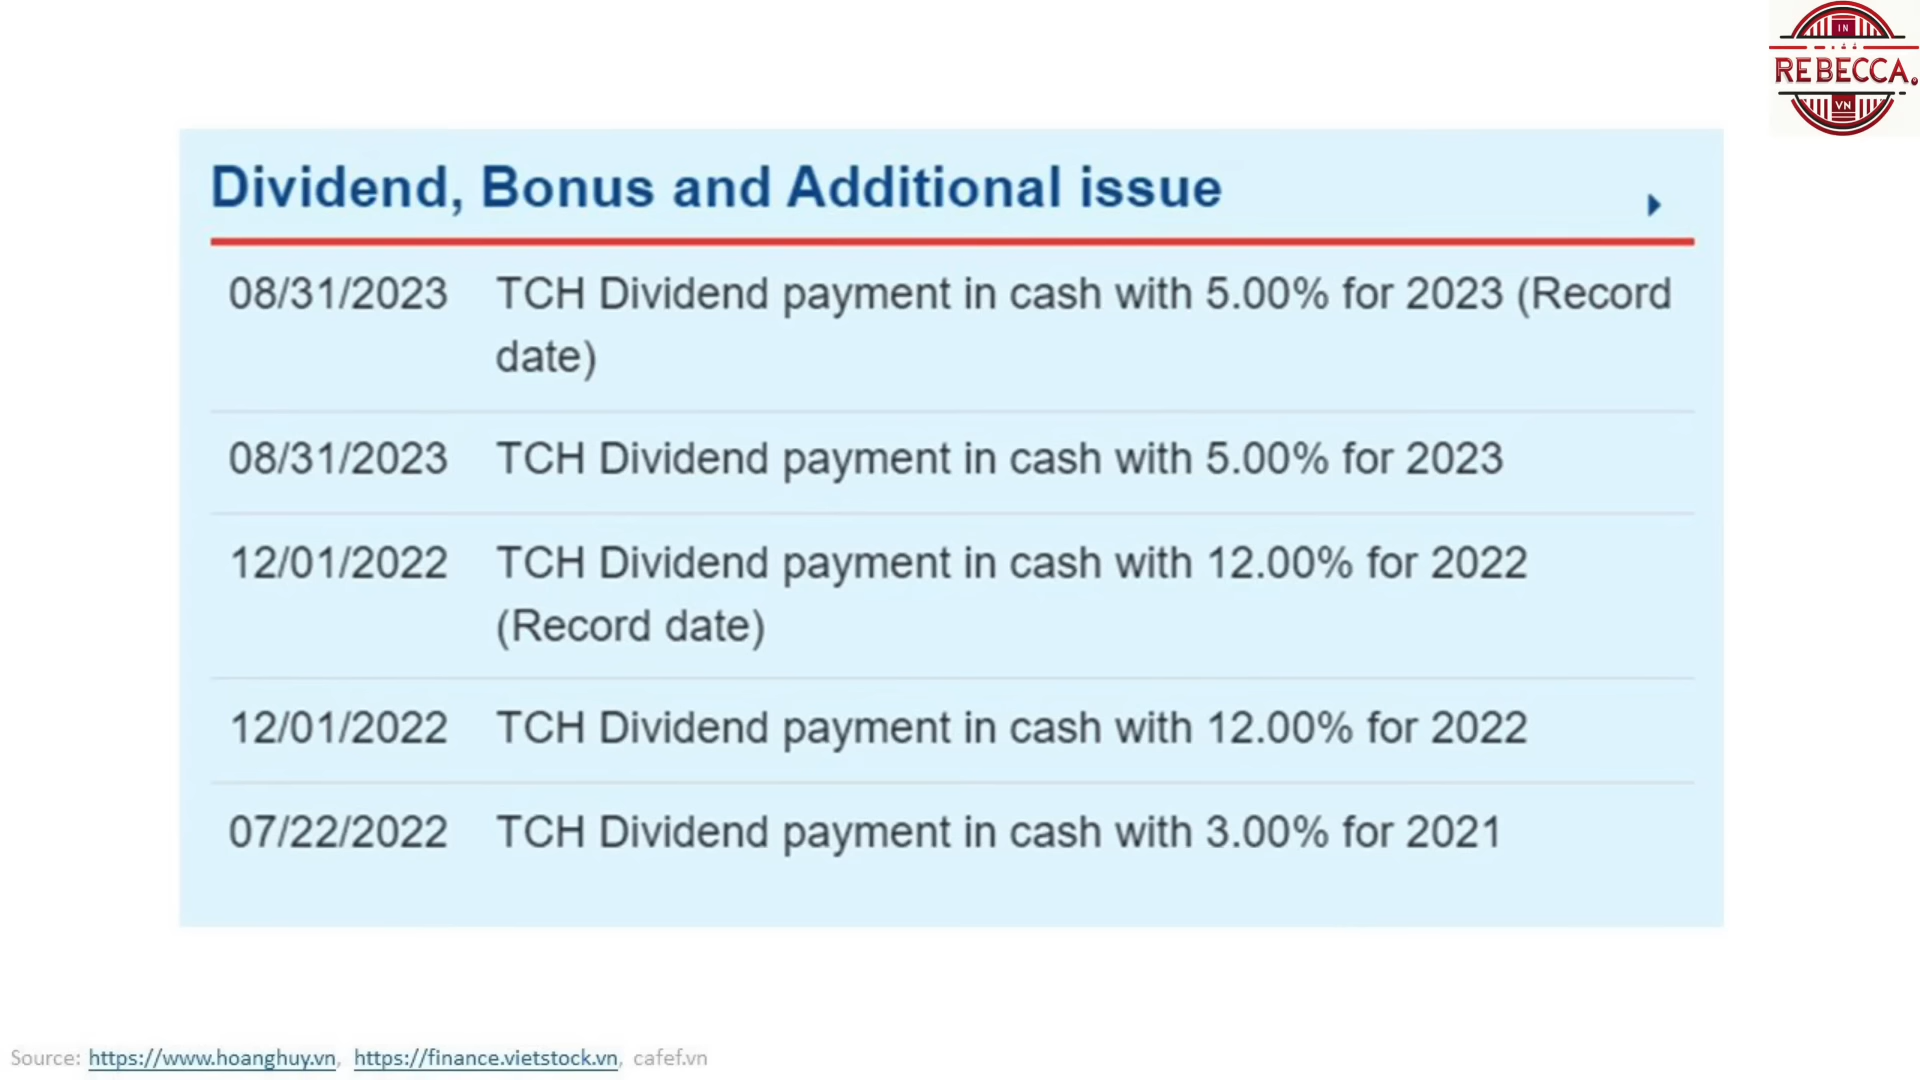 IN
REBECCA.
VN
Dividend, Bonus and Additional issue
08/31/2023 TCH Dividend payment in cash with 5.00% for 2023 (Record
date)
08/31/2023 TCH Dividend payment in cash with 5.00% for 2023
12/01/2022 TCH Dividend payment in cash with 12.00% for 2022
(Record date)
12/01/2022 TCH Dividend payment in cash with 12.00% for 2022
07/22/2022 TCH Dividend payment in cash with 3.00% for 2021
Source: https://www.hoanghuy.vn, https://finance.vietstock.vn, cafef.vn